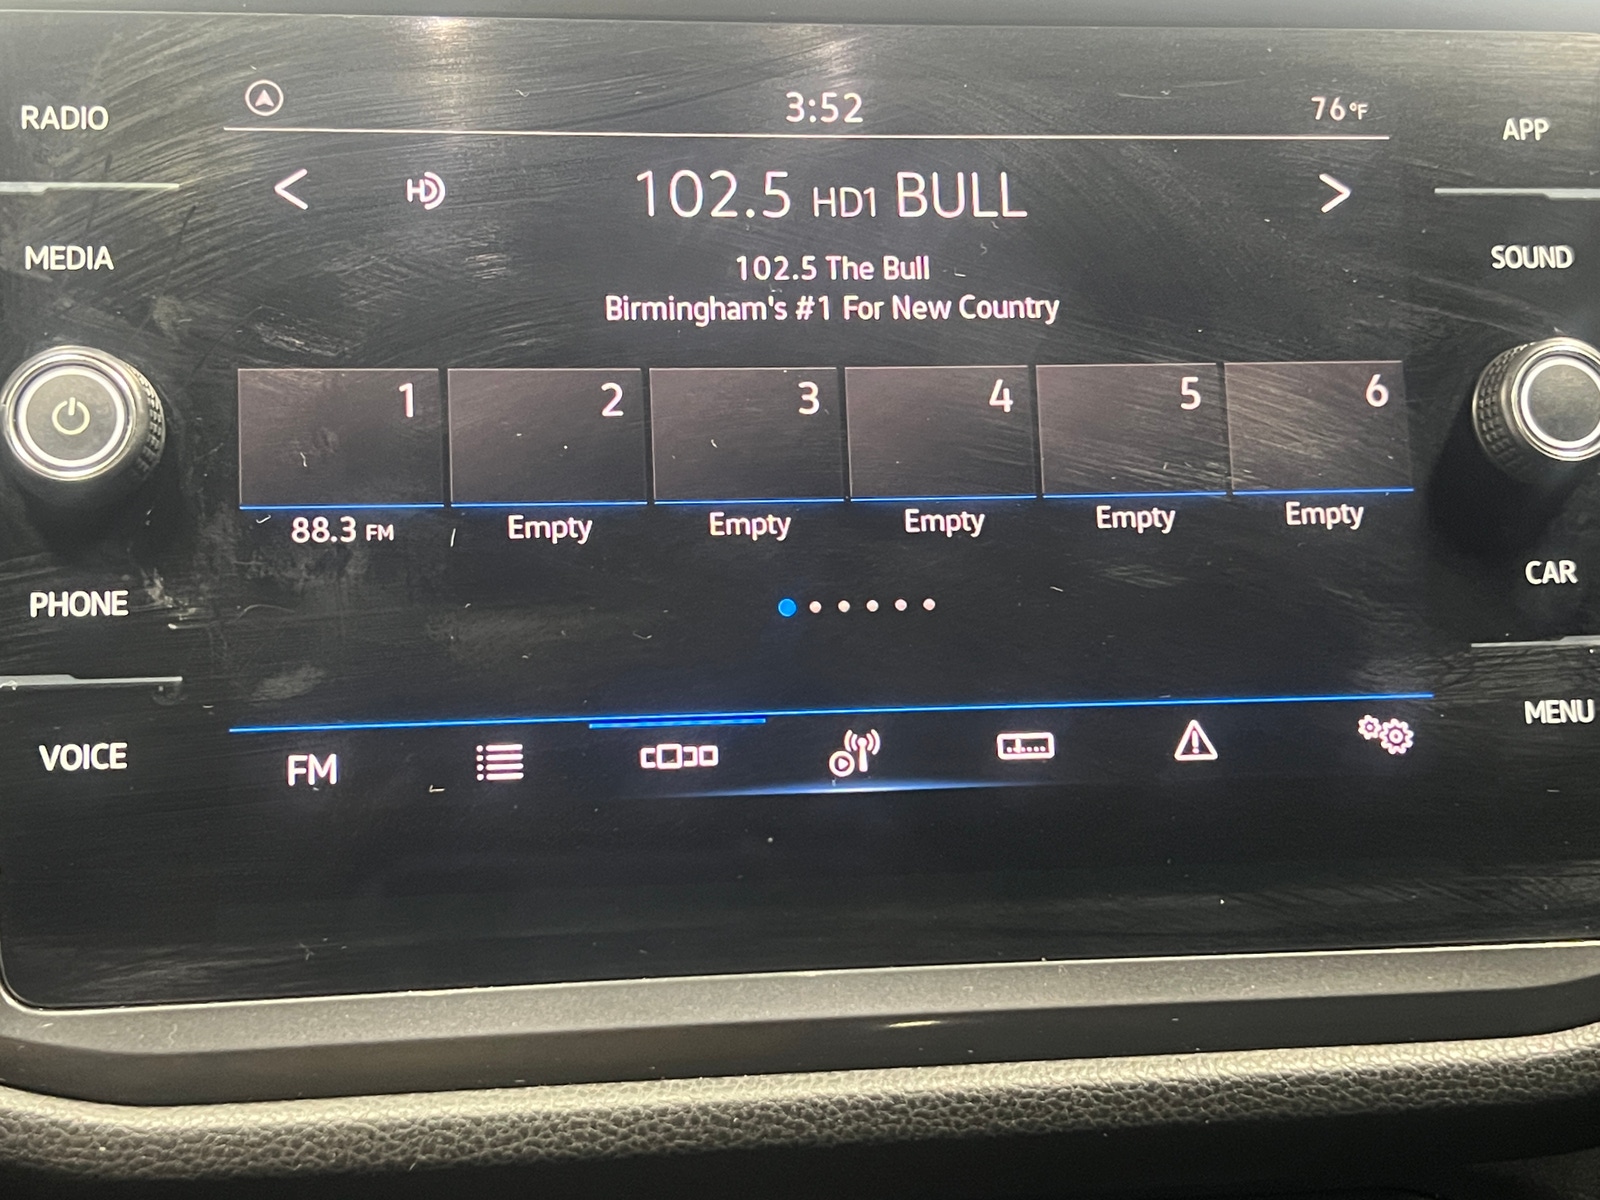 RADIO
3:52
76°F
APP
HD
102.5 HD1 BULL
MEDIA
SOUND
102.5 The Bull
Birmingham's #1 For New Country
1
2
3
4
5
6
88.3 FM
Empty
Empty
Empty
Empty
Empty
PHONE
CAR
VOICE
FM
MENU